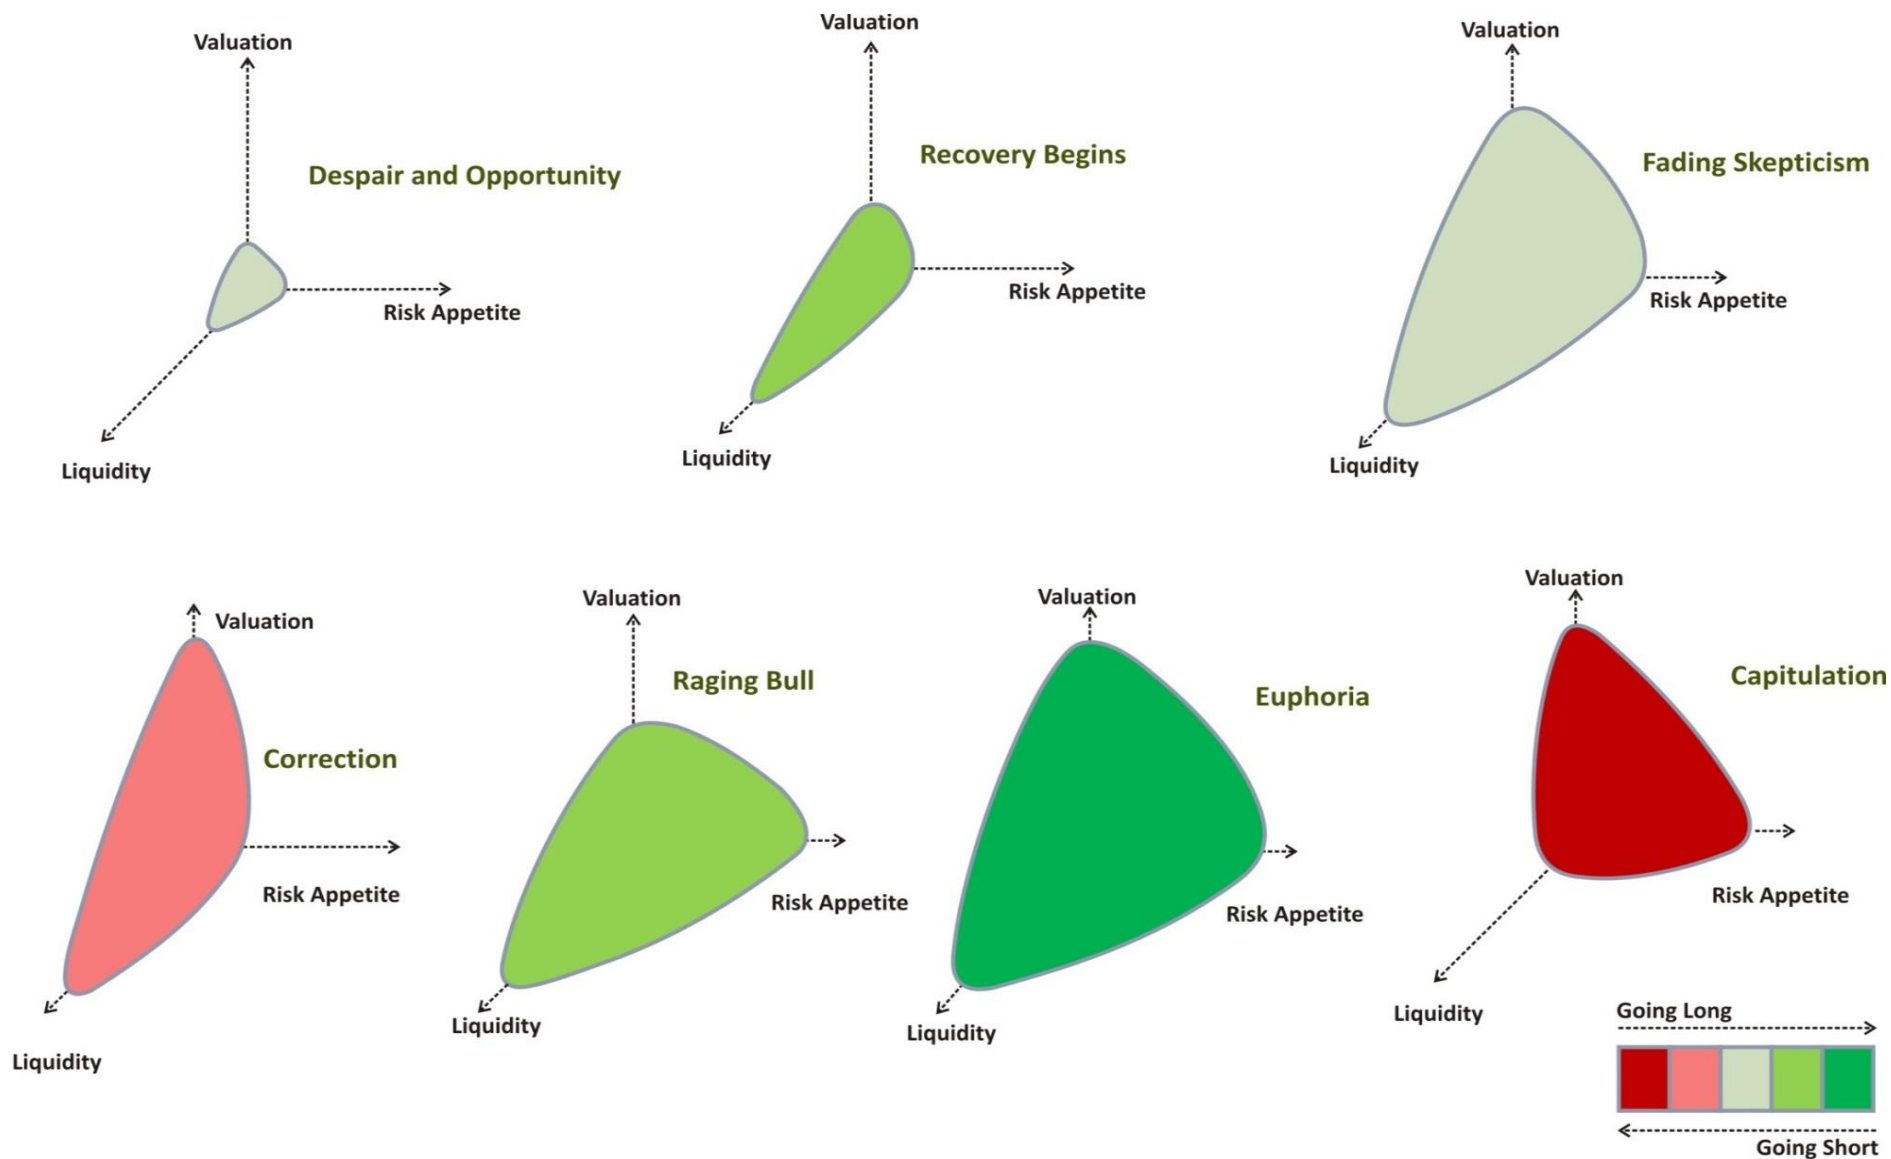 Valuation
Despair and Opportunity
Risk Appetite
Liquidity
Valuation
Recovery Begins
Risk Appetite
Liquidity
Valuation
Fading Skepticism
Risk Appetite
Liquidity
Valuation
Correction
Risk Appetite
Liquidity
Valuation
Raging Bull
Risk Appetite
Liquidity
Valuation
Euphoria
Risk Appetite
Liquidity
Valuation
Capitulation
Risk Appetite
Liquidity
Going Long
Going Short